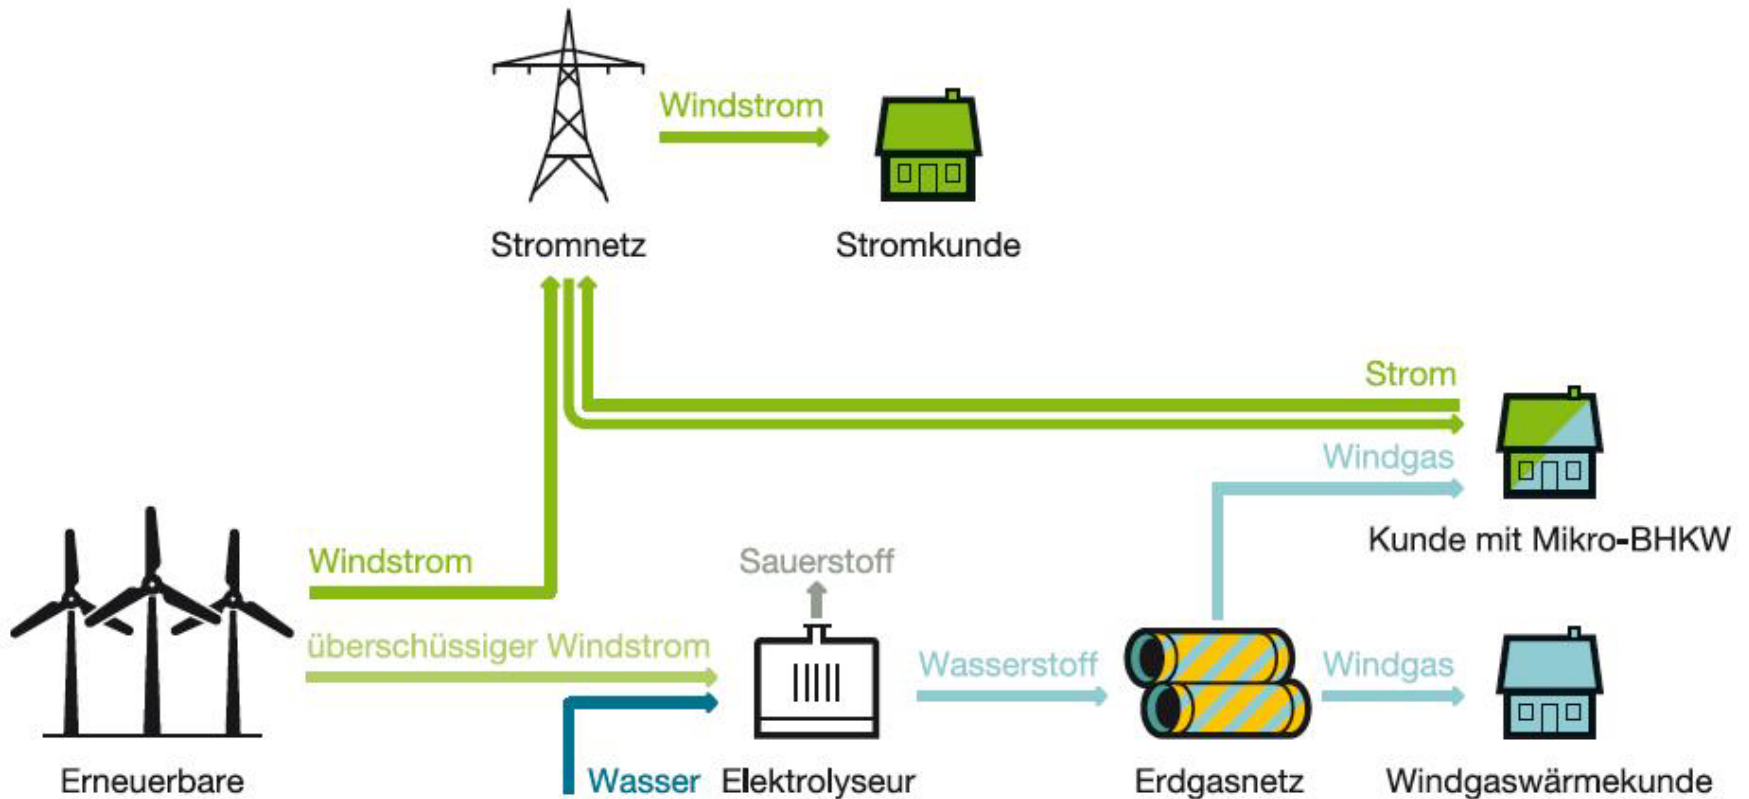 Windstrom
Stromnetz
Stromkunde
Strom
Windgas
Kunde mit Mikro-BHKW
Windstrom
Sauerstoff
überschüssiger Windstrom
Wasserstoff
Windgas
Erneuerbare
Wasser
Elektrolyseur
Erdgasnetz
Windgaswärmekunde